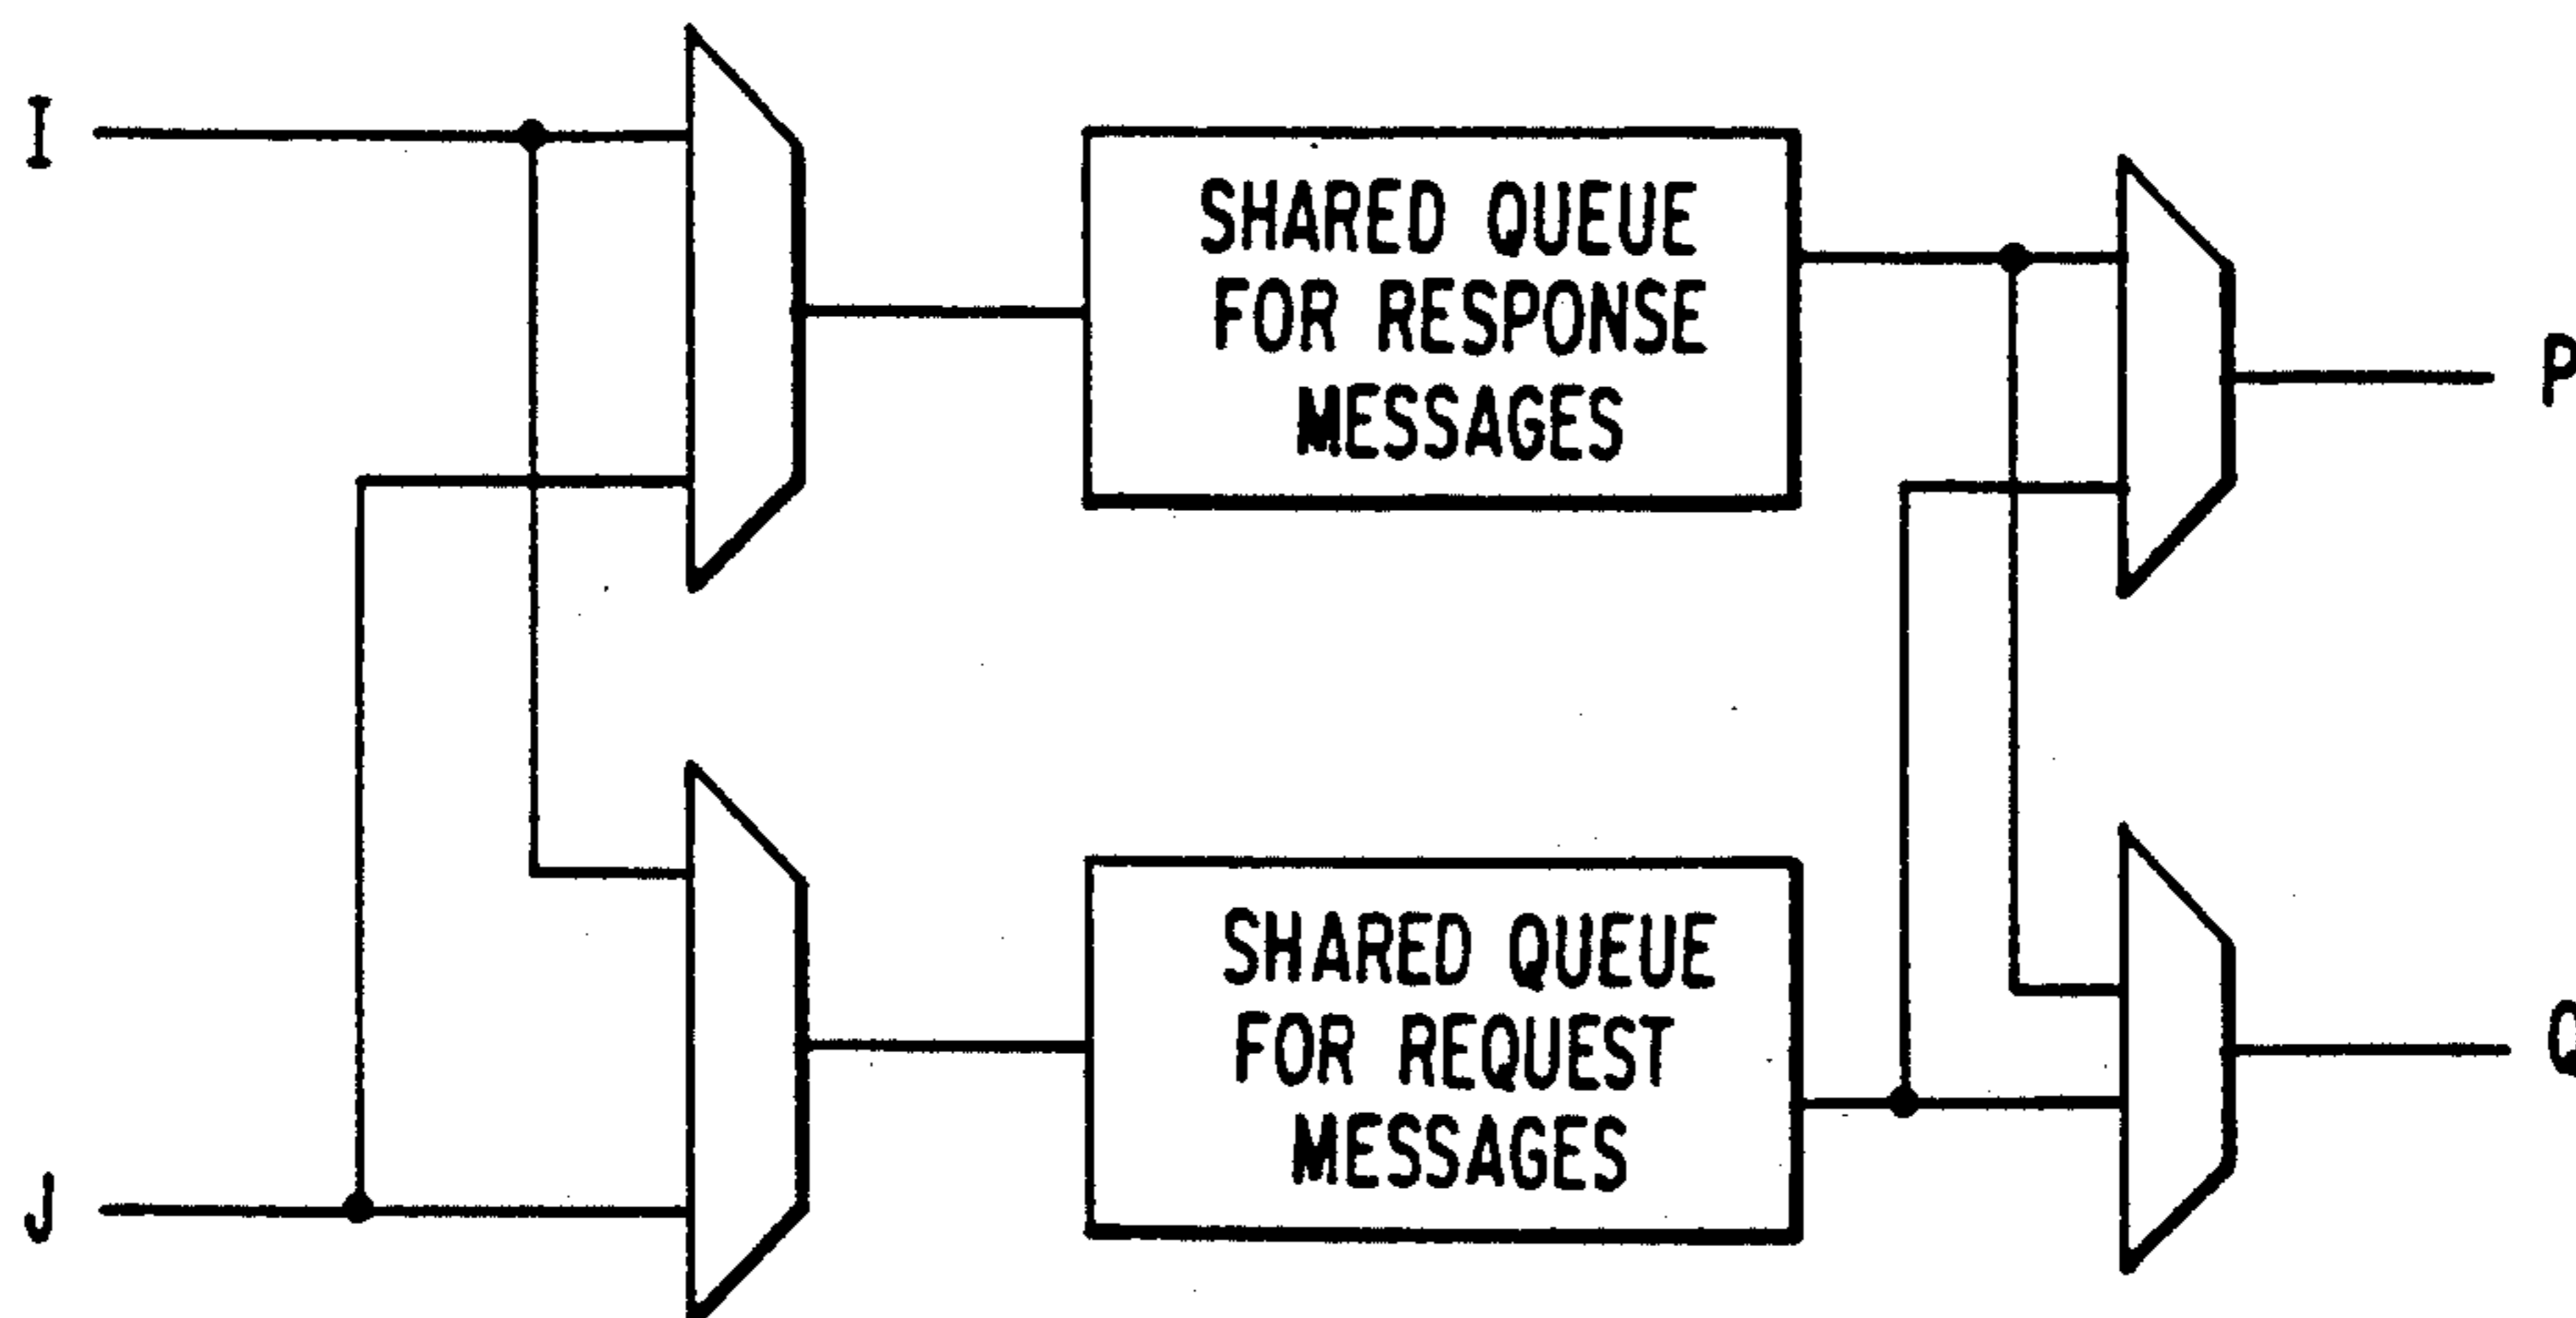 I
SHARED QUEUE
FOR RESPONSE
MESSAGES
P
SHARED QUEUE
FOR REQUEST
MESSAGES
Q
J